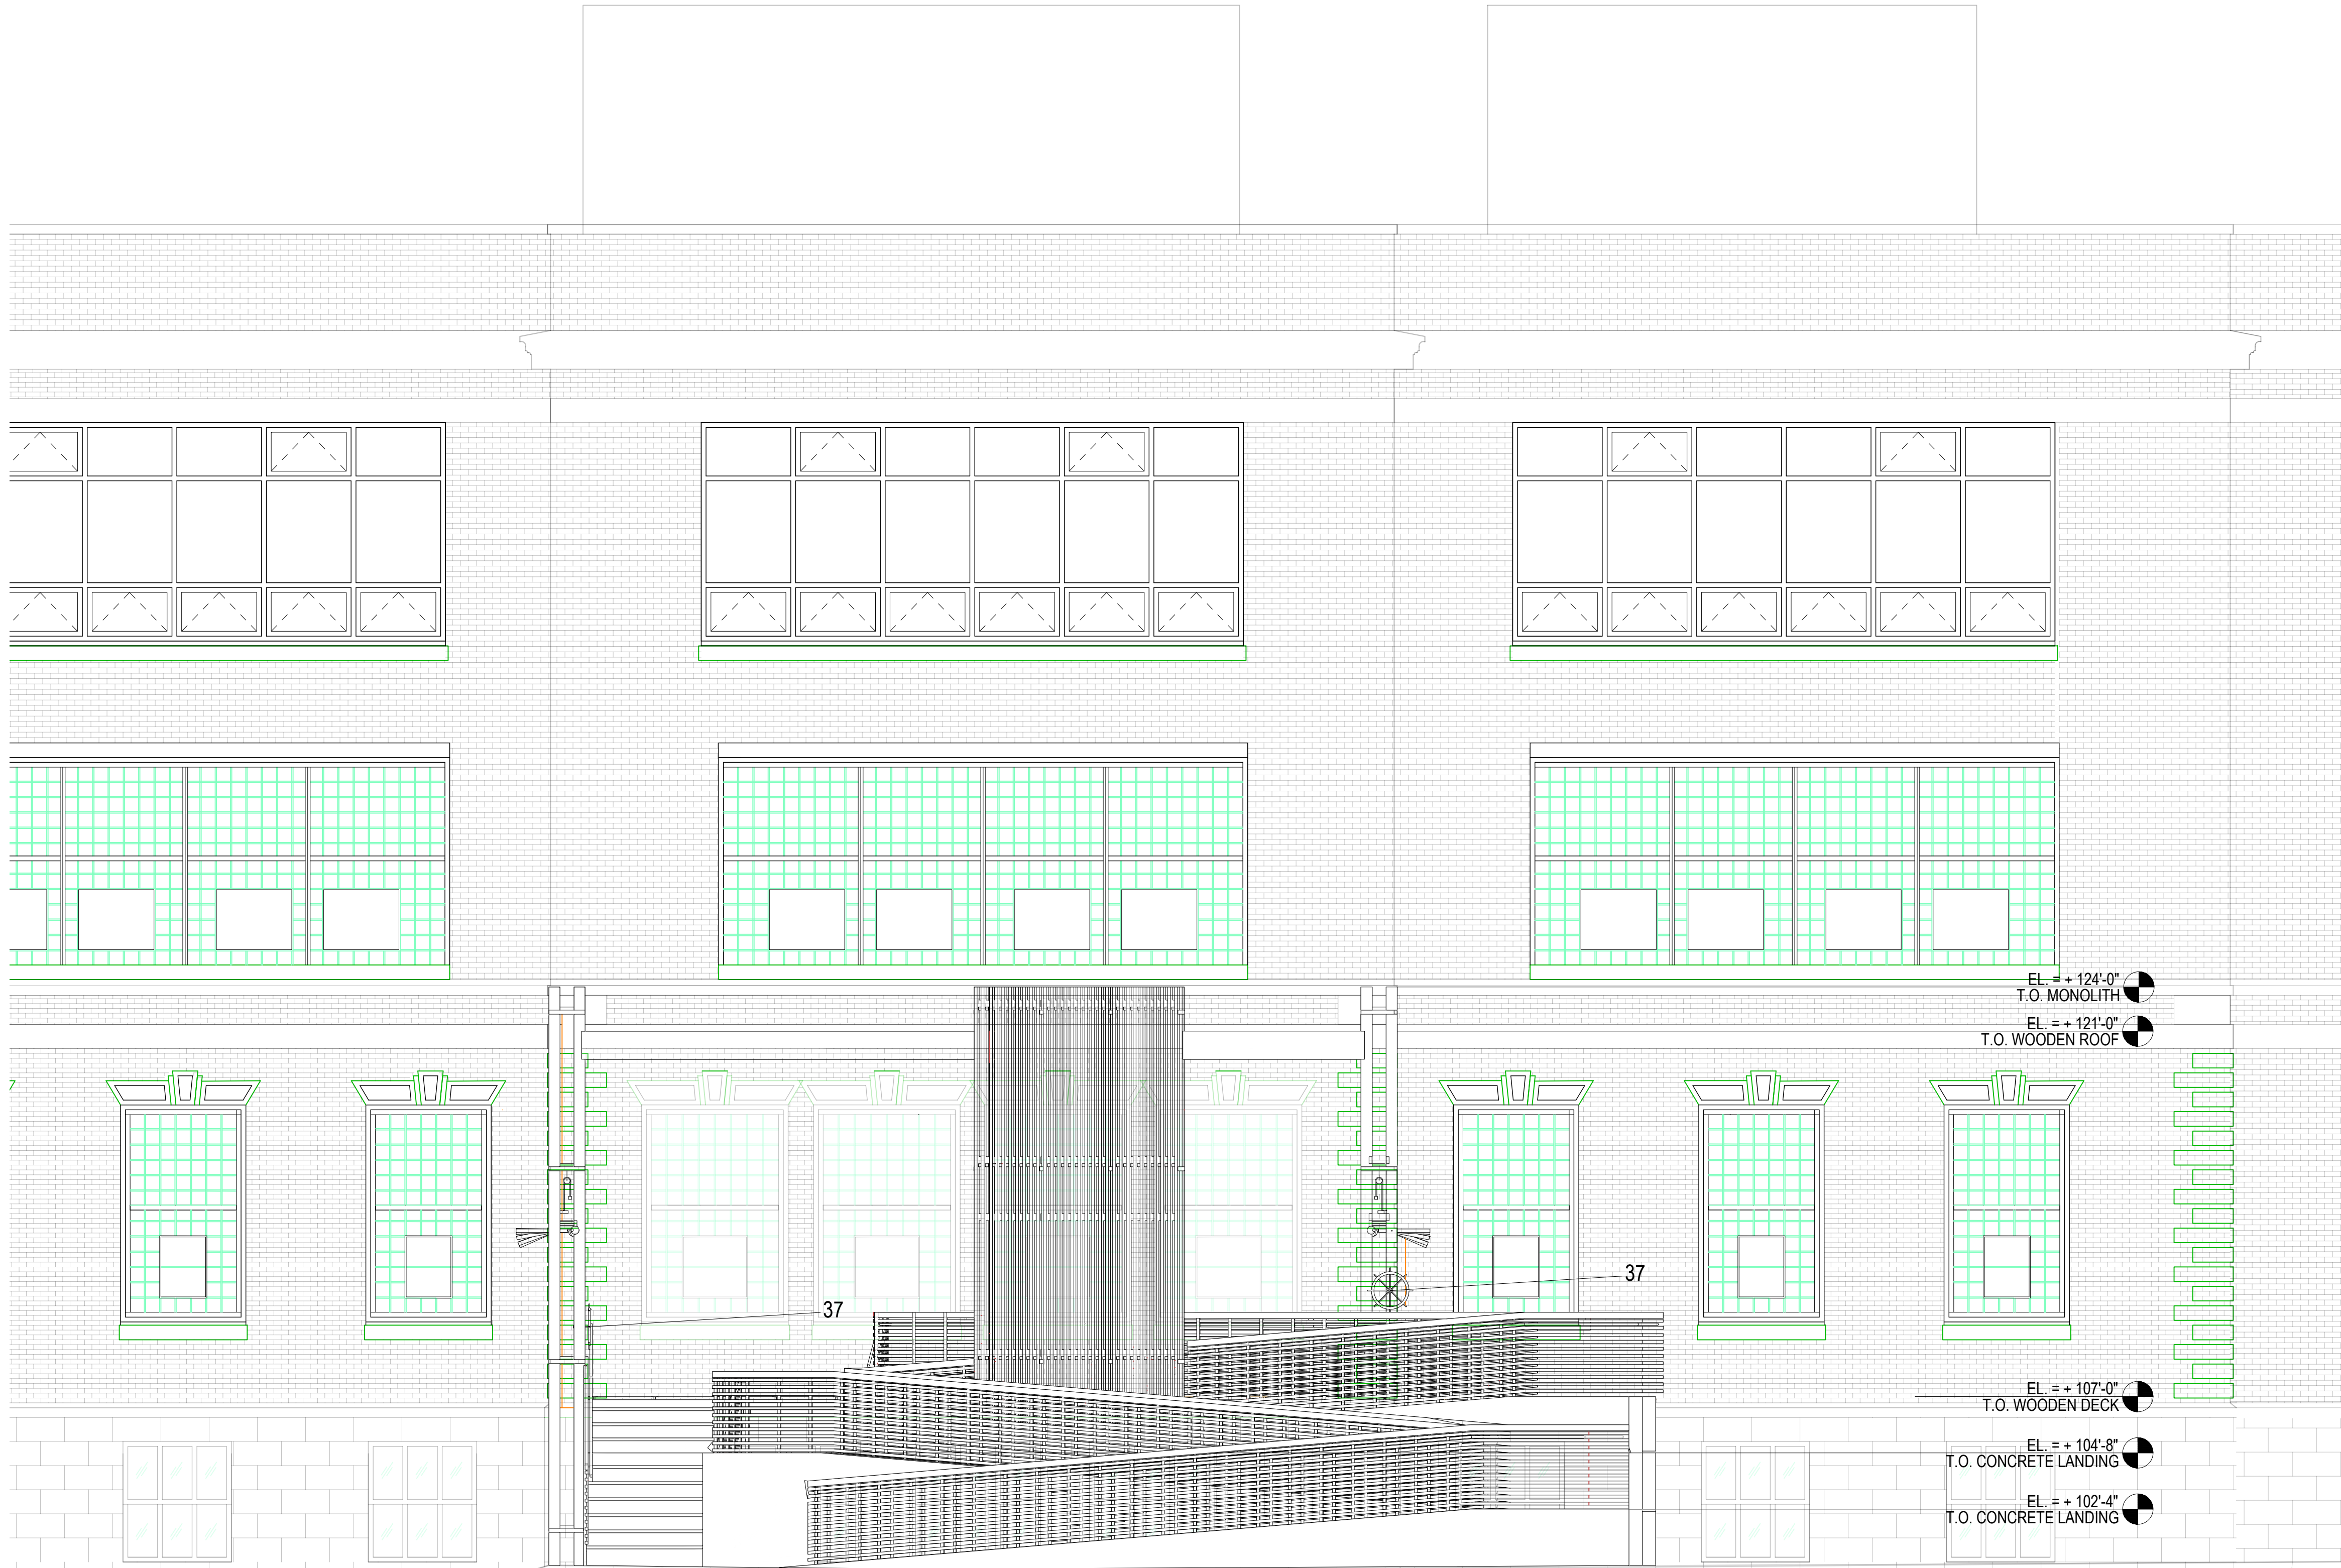 EL. = + 124'-0"
T.O. MONOLITH
EL. = + 121'-0"
T.O. WOODEN ROOF
37
37
EL. = + 107'-0"
T.O. WOODEN DECK
EL. = + 104'-8"
T.O. CONCRETE LANDING
EL. = + 102'-4"
T.O. CONCRETE LANDING